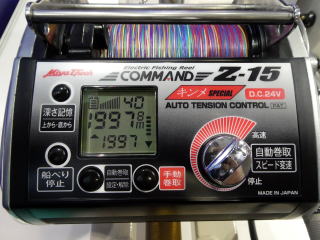 Miya Epoch
Electric Fishing Reel
COMMAND Z-15
キンメ SPECIAL D.C.24V
AUTO TENSION CONTROL PAT.
深さ記憶
上から・底から
40
1997.8
m
1997
高速
自動巻取
スピード変速
停止
船べり
停止
自動巻取
設定・解除
手動
巻取
MADE IN JAPAN